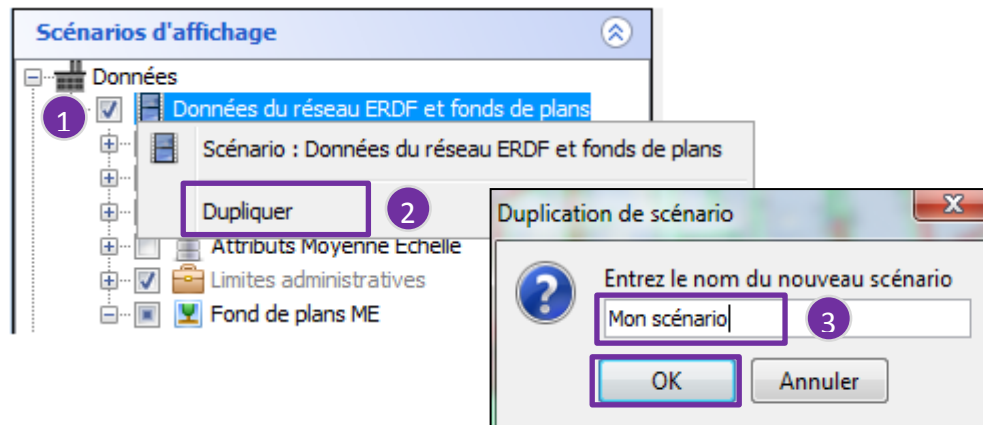 Scénarios d'affichage
Données
1
Données du réseau ERDF et fonds de plans
Scénario : Données du réseau ERDF et fonds de plans
Dupliquer
2
Attributs Moyenne Echelle
Limites administratives
Fond de plans ME
Duplication de scénario
x
?
Entrez le nom du nouveau scénario
Mon scénario
3
OK Annuler